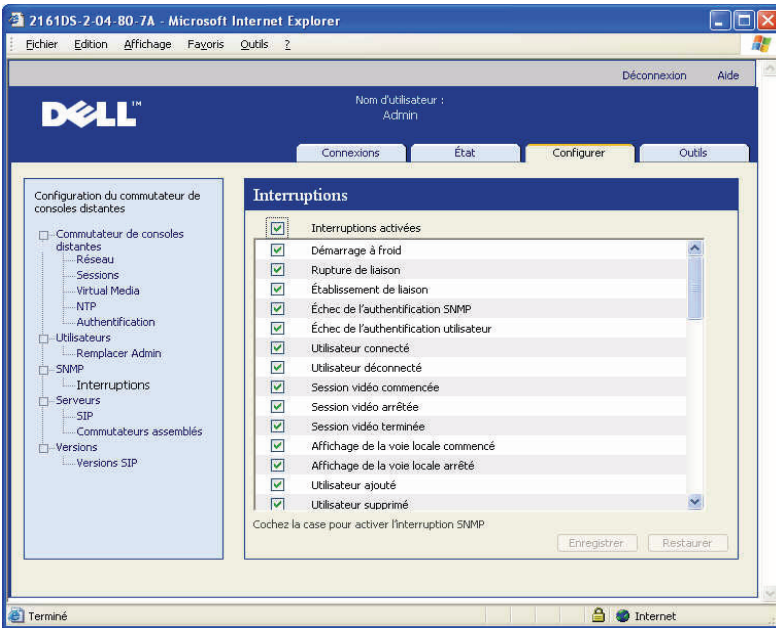 2161DS-2-04-80-7A - Microsoft Internet Explorer
Fichier Edition Affichage Favoris Outils ?
Déconnexion Aide
DELL™
Nom d'utilisateur :
Admin
Connexions État Configurer Outils
Configuration du commutateur de
consoles distantes
Commutateur de consoles
distantes
Réseau
Sessions
Virtual Media
NTP
Authentification
Utilisateurs
Remplacer Admin
SNMP
Interruptions
Serveurs
SIP
Commutateurs assemblés
Versions
Versions SIP
Interruptions
Interruptions activées
Démarrage à froid
Rupture de liaison
Établissement de liaison
Échec de l'authentification SNMP
Échec de l'authentification utilisateur
Utilisateur connecté
Utilisateur déconnecté
Session vidéo commencée
Session vidéo arrêtée
Session vidéo terminée
Affichage de la voie locale commencé
Affichage de la voie locale arrêté
Utilisateur ajouté
Utilisateur supprimé
Cochez la case pour activer l'interruption SNMP
Enregistrer Restaurer
Terminé Internet